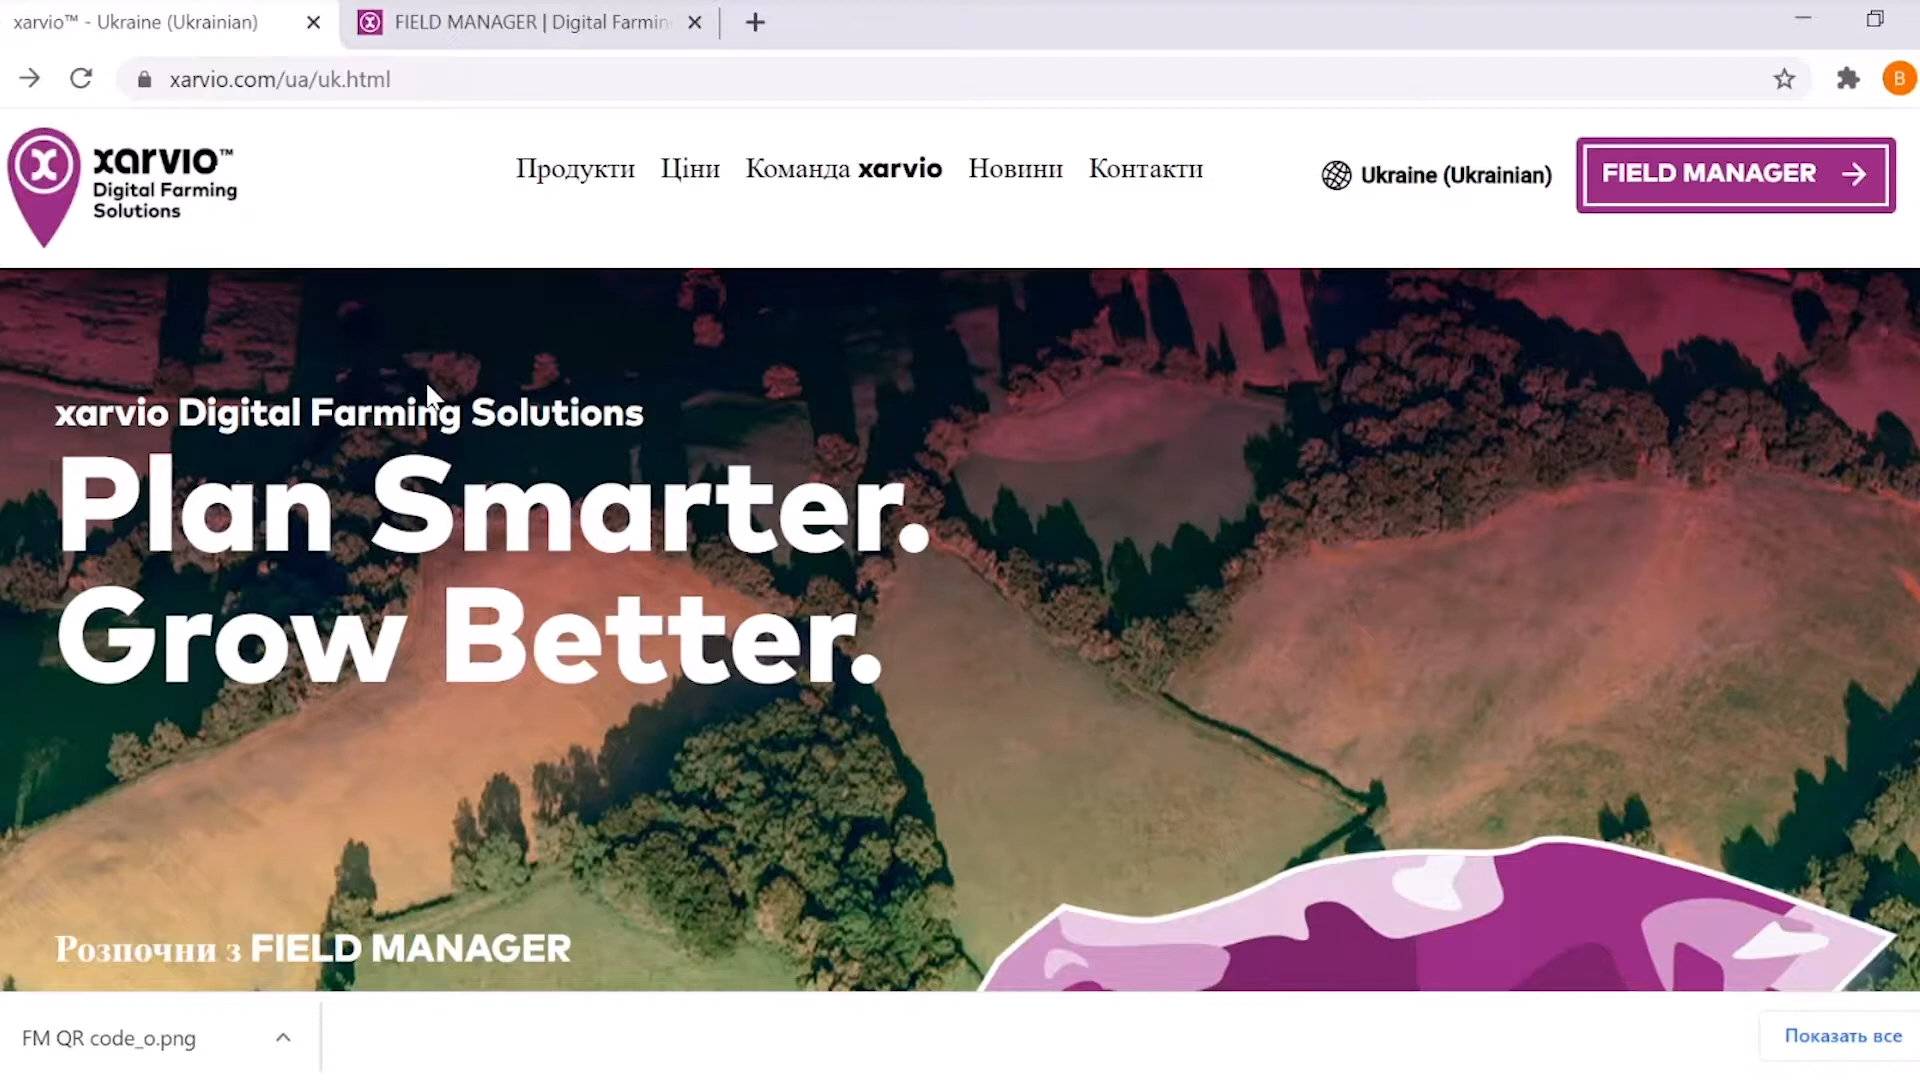 xarvio™ - Ukraine (Ukrainian)
FIELD MANAGER | Digital Farmin
xarvio.com/ua/uk.html
B
xarvio™
Digital Farming
Solutions
Продукти Ціни Команда xarvio Новини Контакти
Ukraine (Ukrainian)
FIELD MANAGER
xarvio Digital Farming Solutions
Plan Smarter.
Grow Better.
Розпочни з FIELD MANAGER
FM QR code_o.png
Показать все